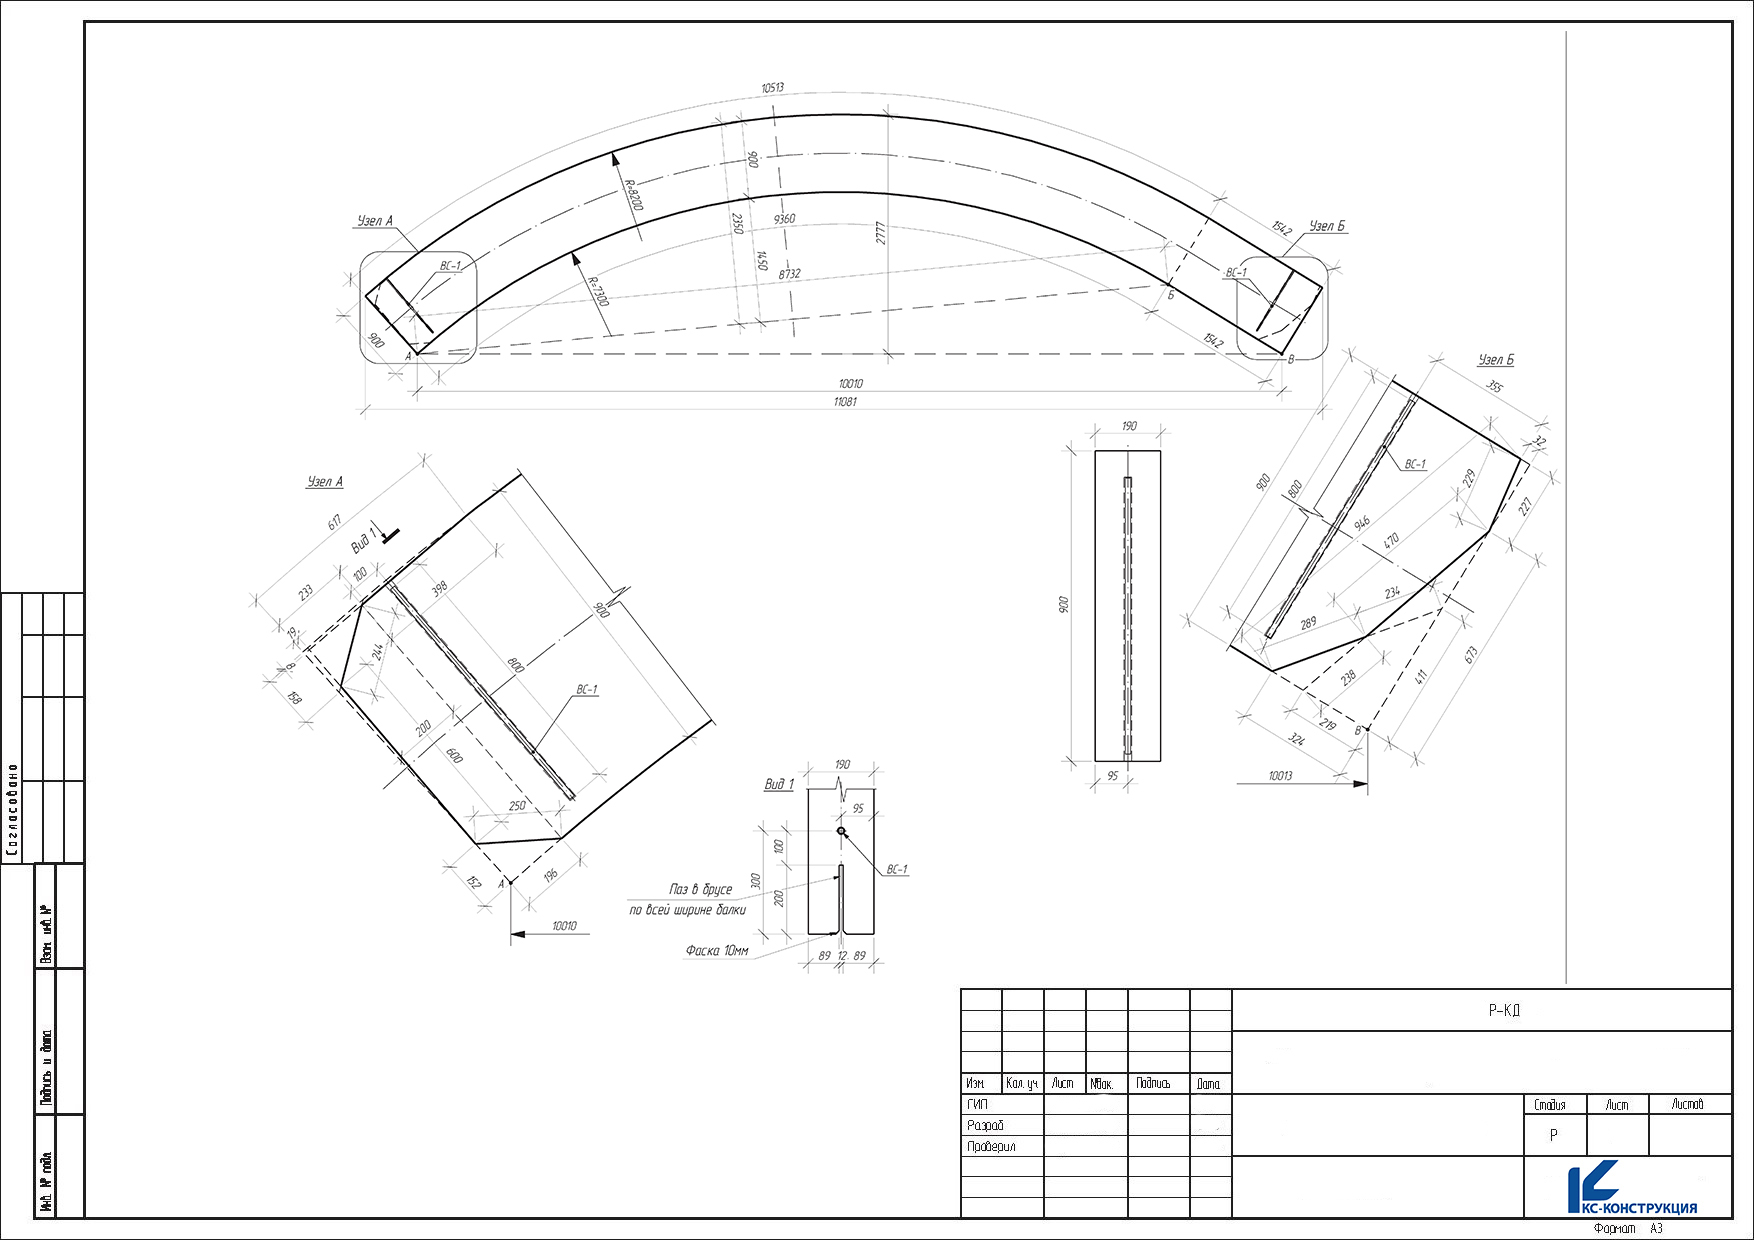 10513
900
R=8200
2350
9360
2777
1450
8732
R=7300
Узел А
ВС-1
900
А
1542
Узел Б
ВС-1
Б
1542
В
10010
11081
Узел А
617
Вид 1
233
100
398
900
19
8
158
244
800
ВС-1
200
600
250
152
А
196
10010
Вид 1
190
95
100
300
200
ВС-1
Паз в брусе
по всей ширине балки
Фаска 10мм
89
12
89
190
900
95
Узел Б
355
32
ВС-1
900
800
229
227
946
470
234
289
238
411
673
219
324
В
10013
Согласовано
Взам. инв. №
Подпись и дата
Инв. № подл.
Р-КД
Изм.
Кол. уч
Лист
№док.
Подпись
Дата
ГИП
Разраб
Проверил
Стадия
Лист
Листов
Р
КС-КОНСТРУКЦИЯ
Формат А3